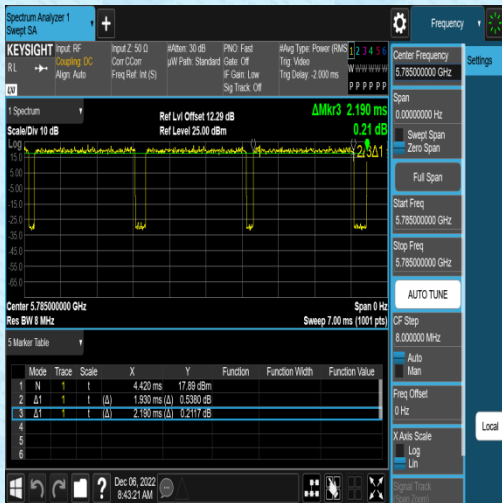 Spectrum Analyzer 1
Swept SA
Frequency
KEYSIGHT Input: RF Input Z: 50 Ω #Atten: 30 dB PNO: Fast #Avg Type: Power (RMS 1 2 3 4 5 6
RL Coupling: DC Corr CCorr µW Path: Standard Gate: Off Trig: Video W W W W W W
Align: Auto Freq Ref: Int (S) IF Gain: Low Trig Delay: -2.000 ms
Sig Track: Off P P P P P P
LXI
Center Frequency
5.785000000 GHz
Settings
Span
0.00000000 Hz
Swept Span
Zero Span
Full Span
Start Freq
5.785000000 GHz
Stop Freq
5.785000000 GHz
AUTO TUNE
CF Step
8.000000 MHz
Auto
Man
Freq Offset
0 Hz
X Axis Scale
Log
Lin
Signal Track
(Span Zoom)
Local
1 Spectrum
Scale/Div 10 dB
Ref Lvl Offset 12.29 dB
Ref Level 25.00 dBm
ΔMkr3 2.190 ms
0.21 dB
Log
15.0
5.00
-5.00
-15.0
-25.0
-35.0
-45.0
-55.0
-65.0
2/3Δ1
Center 5.785000000 GHz Span 0 Hz
Res BW 8 MHz Sweep 7.00 ms (1001 pts)
5 Marker Table
Mode Trace Scale X Y Function Function Width Function Value
1 N 1 t 4.420 ms 17.89 dBm
2 Δ1 1 t (Δ) 1.930 ms (Δ) 0.5380 dB
3 Δ1 1 t (Δ) 2.190 ms (Δ) 0.2117 dB
4
5
6
Dec 06, 2022
8:43:21 AM